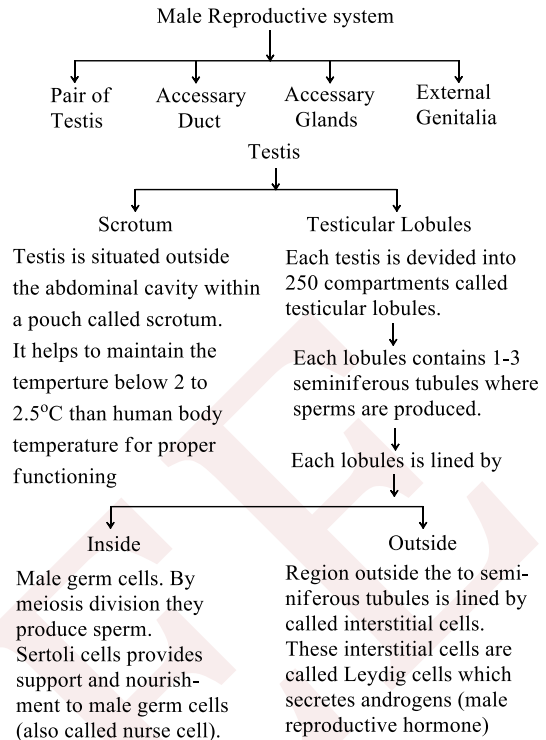 Male Reproductive system
Pair of
Testis
Accessary
Duct
Accessary
Glands
External
Genitalia
Testis
Scrotum
Testis is situated outside
the abdominal cavity within
a pouch called scrotum.
It helps to maintain the
temperture below 2 to
2.5°C than human body
temperature for proper
functioning
Testicular Lobules
Each testis is devided into
250 compartments called
testicular lobules.
Each lobules contains 1-3
seminiferous tubules where
sperms are produced.
Each lobules is lined by
Inside
Male germ cells. By
meiosis division they
produce sperm.
Sertoli cells provides
support and nourish-
ment to male germ cells
(also called nurse cell).
Outside
Region outside the to semi-
niferous tubules is lined by
called interstitial cells.
These interstitial cells are
called Leydig cells which
secretes androgens (male
reproductive hormone)